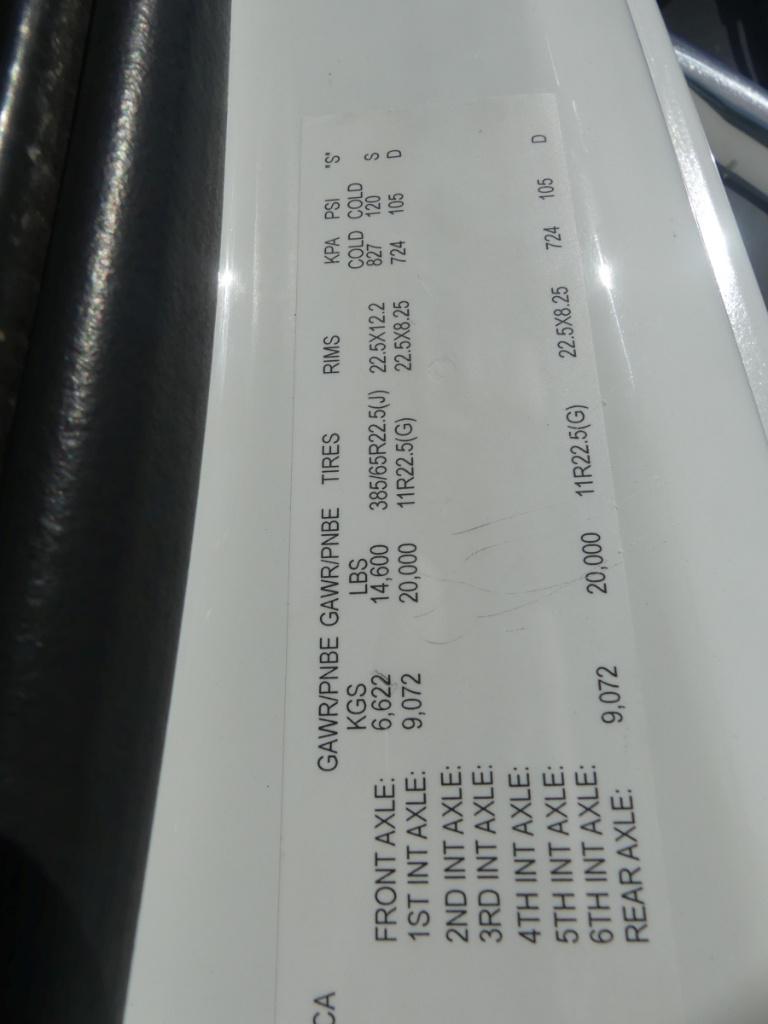 CA
GAWR/PNBE GAWR/PNBE TIRES RIMS KPA PSI "S"
KGS LBS COLD COLD
FRONT AXLE: 6,622 14,600 385/65R22.5(J) 22.5X12.2 827 120 S
1ST INT AXLE: 9,072 20,000 11R22.5(G) 22.5X8.25 724 105 D
2ND INT AXLE:
3RD INT AXLE:
4TH INT AXLE:
5TH INT AXLE:
6TH INT AXLE:
REAR AXLE: 9,072 20,000 11R22.5(G) 22.5X8.25 724 105 D